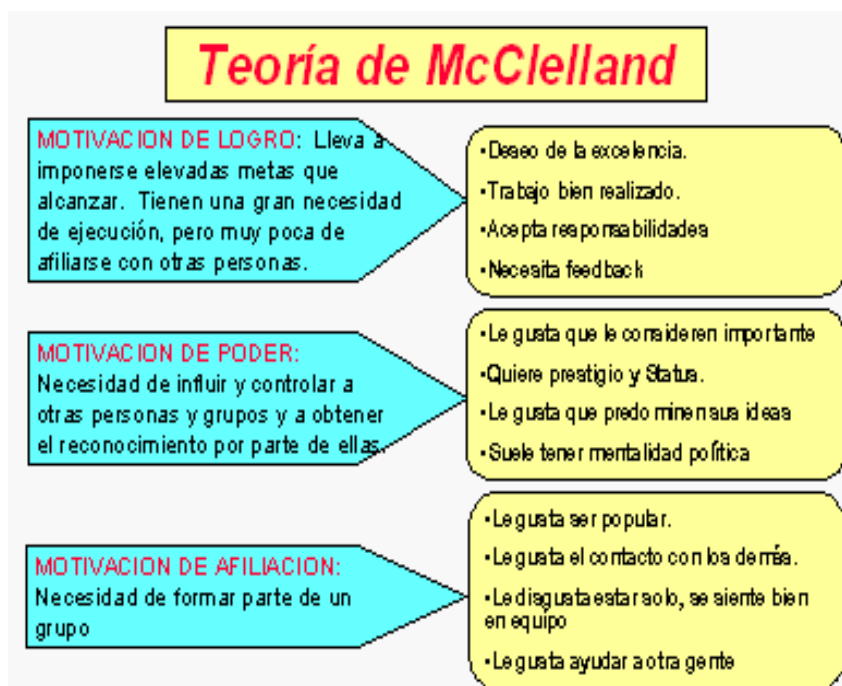 Teoría de McClelland
MOTIVACION DE LOGRO: Lleva a
imponerse elevadas metas que
alcanzar. Tienen una gran necesidad
de ejecución, pero muy poca de
afiliarse con otras personas.
•Deseo de la excelencia.
•Trabajo bien realizado.
•Acepta responsabilidades
•Necesita feedback
MOTIVACION DE PODER:
Necesidad de influir y controlar a
otras personas y grupos y a obtener
el reconocimiento por parte de ellas.
•Le gusta que le consideren importante
•Quiere prestigio y Status.
•Le gusta que predo minen sus ideas
•Suele tener mentalidad política
MOTIVACION DE AFILIACION:
Necesidad de formar parte de un
grupo
•Le gusta ser popular.
•Le gusta el contacto con los demás.
•Le disgusta estar solo, se siente bien
en equipo
•Le gusta ayudar a otra gente